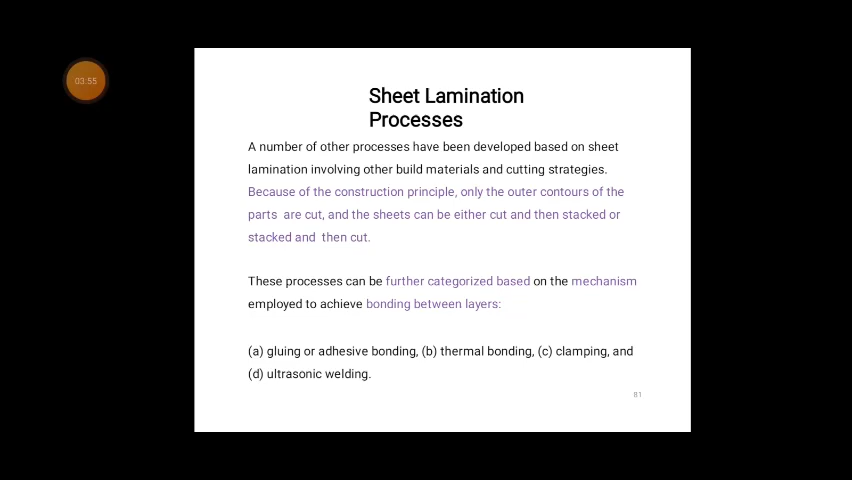 03:55
Sheet Lamination
Processes
A number of other processes have been developed based on sheet
lamination involving other build materials and cutting strategies.
Because of the construction principle, only the outer contours of the
parts are cut, and the sheets can be either cut and then stacked or
stacked and then cut.
These processes can be further categorized based on the mechanism
employed to achieve bonding between layers:
(a) gluing or adhesive bonding, (b) thermal bonding, (c) clamping, and
(d) ultrasonic welding.
81